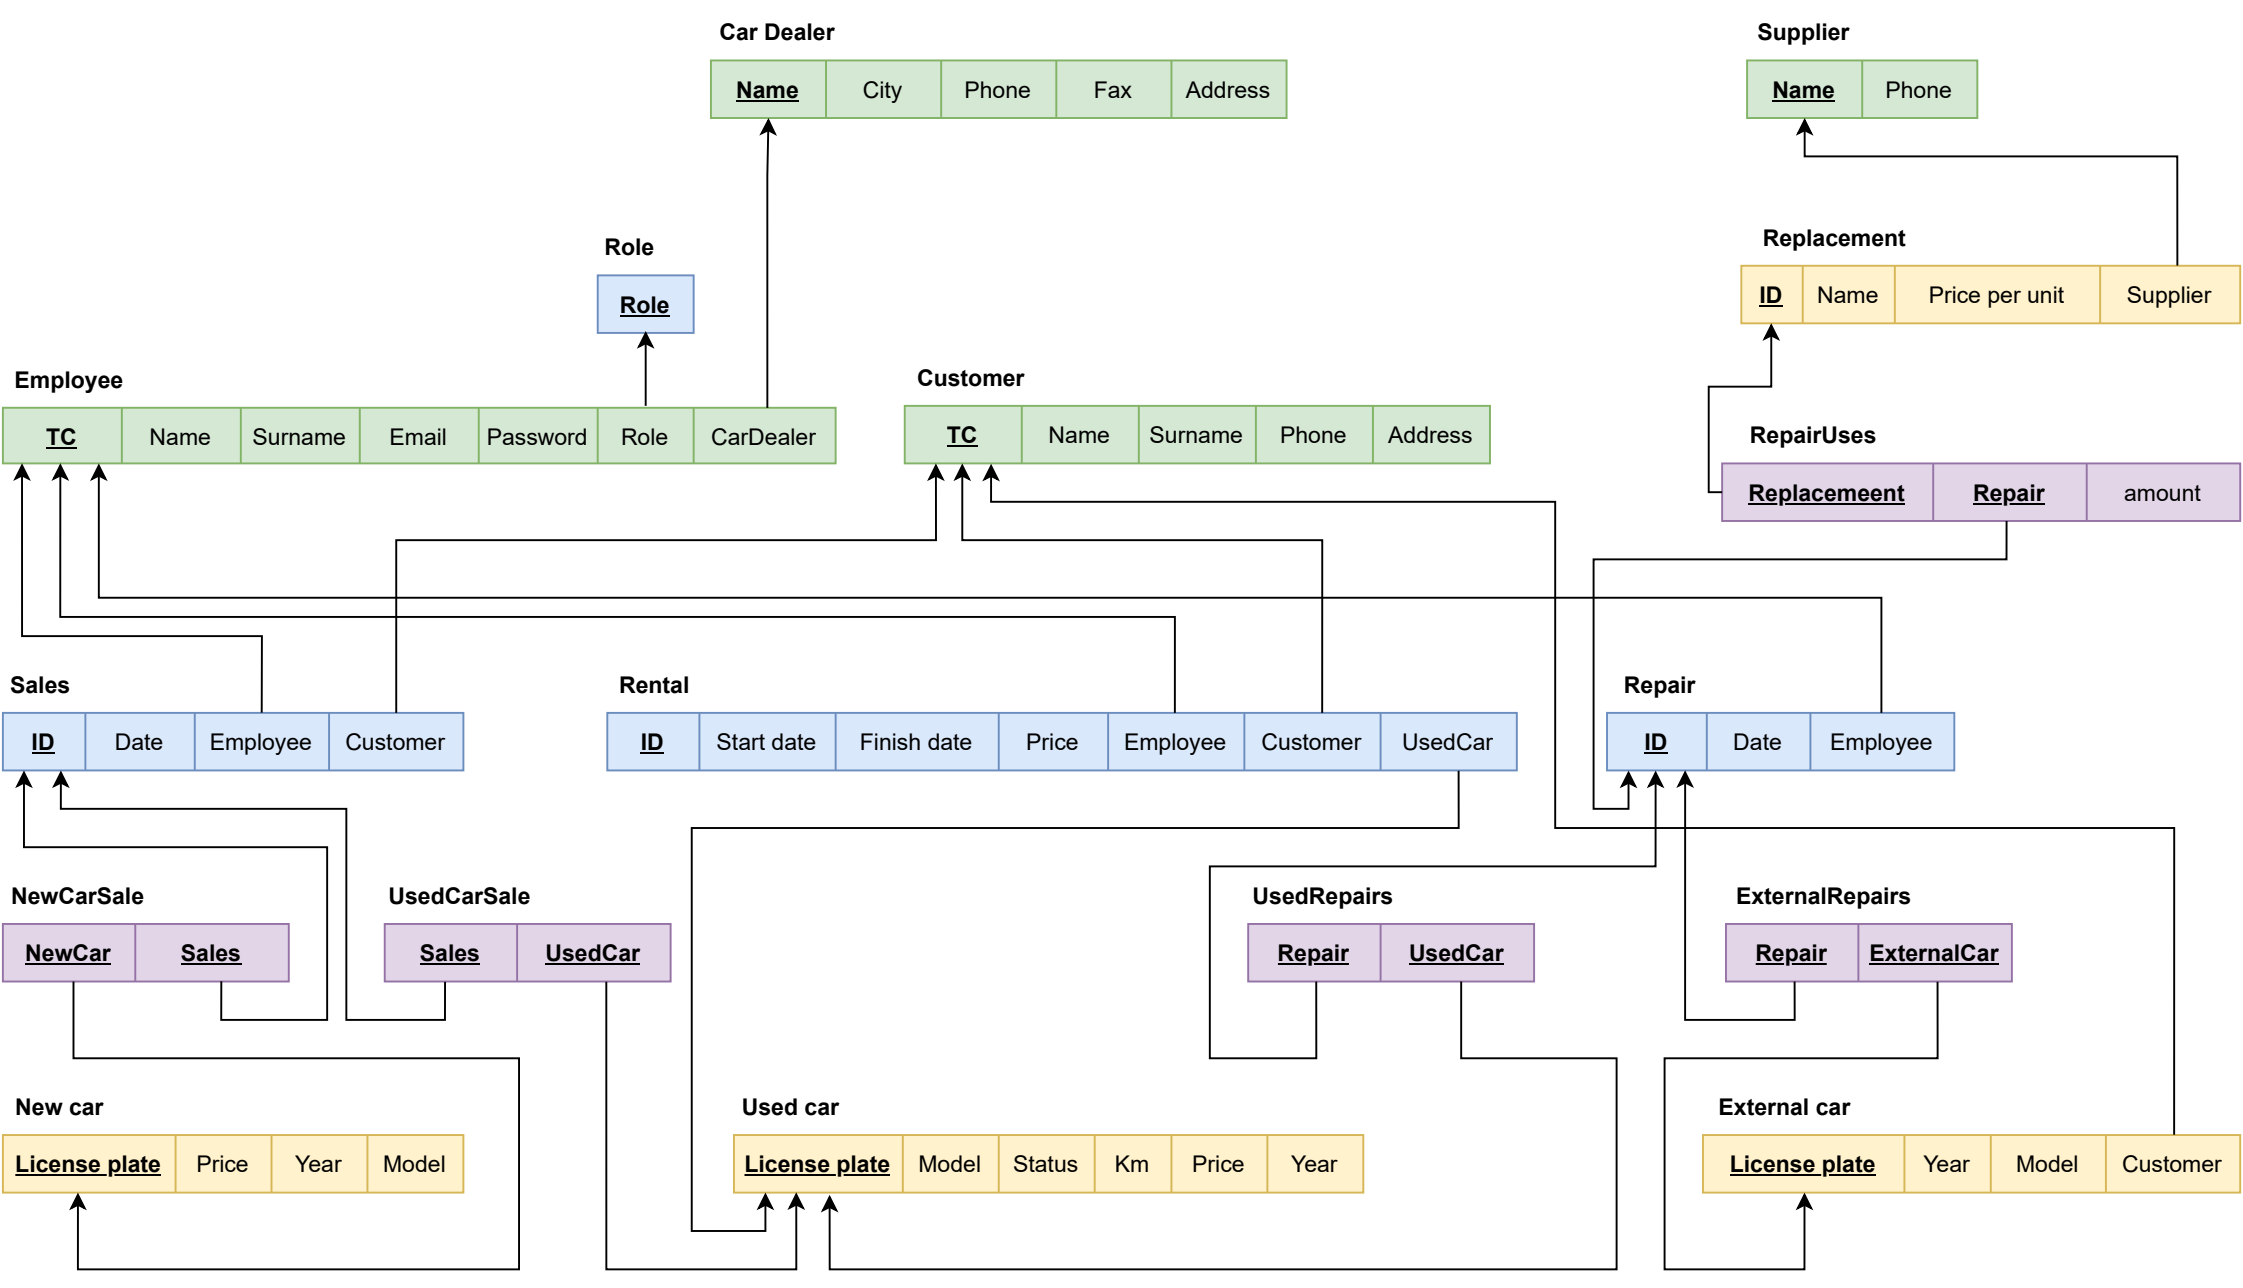 Car Dealer
Name City Phone Fax Address
Supplier
Name Phone
Role
Role
Replacement
ID Name Price per unit Supplier
Employee
TC Name Surname Email Password Role CarDealer
Customer
TC Name Surname Phone Address
RepairUses
Replacemeent Repair amount
Sales
ID Date Employee Customer
Rental
ID Start date Finish date Price Employee Customer UsedCar
Repair
ID Date Employee
NewCarSale
NewCar Sales
UsedCarSale
Sales UsedCar
UsedRepairs
Repair UsedCar
ExternalRepairs
Repair ExternalCar
New car
License plate Price Year Model
Used car
License plate Model Status Km Price Year
External car
License plate Year Model Customer